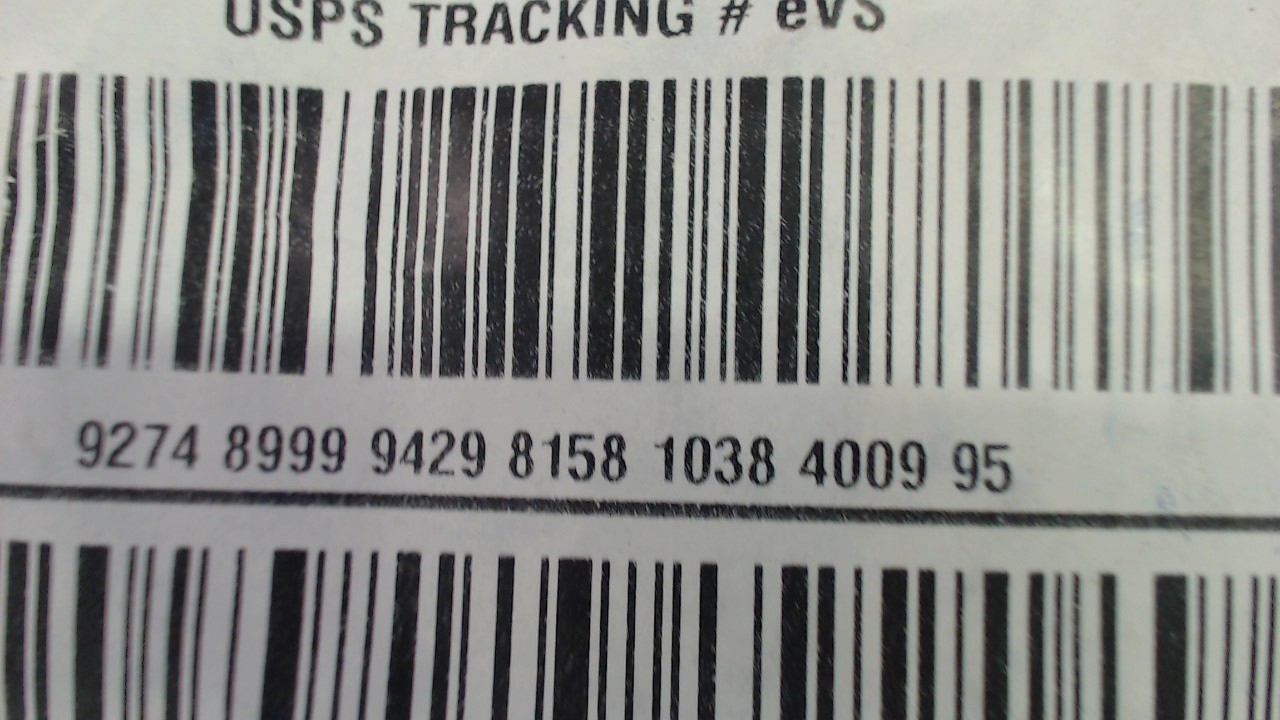 USPS TRACKING # eVS
9274 8999 9429 8158 1038 4009 95